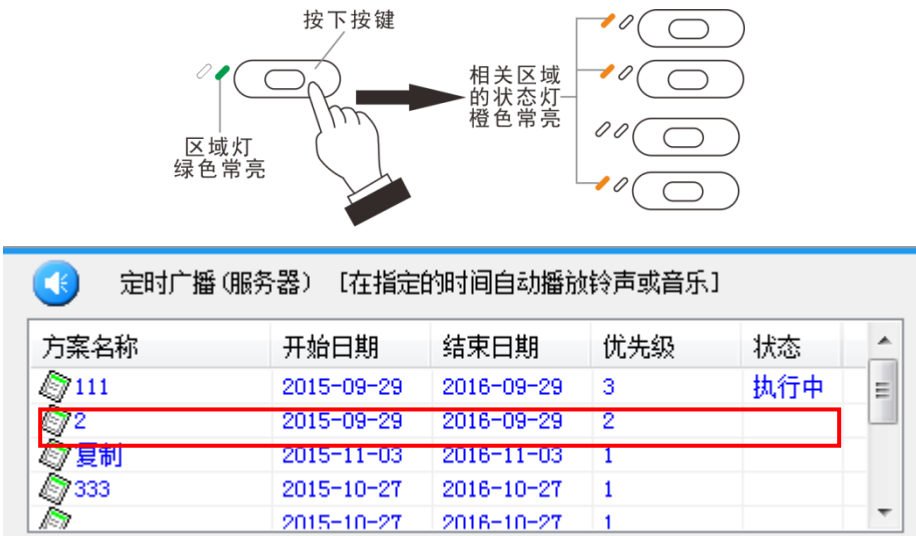 按下按键
区域灯
绿色常亮
相关区域
的状态灯
橙色常亮
定时广播(服务器) [在指定的时间自动播放铃声或音乐]
方案名称 开始日期 结束日期 优先级 状态
111 2015-09-29 2016-09-29 3 执行中
2 2015-09-29 2016-09-29 2
复制 2015-11-03 2016-11-03 1
333 2015-10-27 2016-10-27 1
2015-10-27 2016-10-27 1